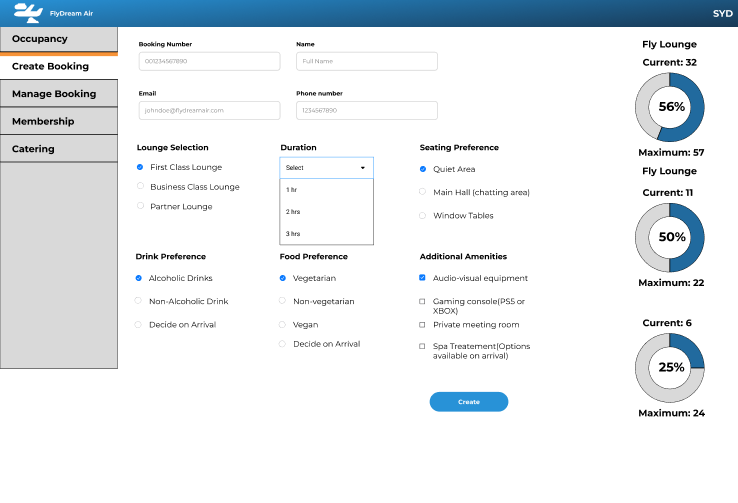 FlyDream Air
SYD
Occupancy
Create Booking
Manage Booking
Membership
Catering
Booking Number
Name
001234567890
Full Name
Email
Phone number
johndoe@flydreamair.com
1234567890
Lounge Selection
Duration
Seating Preference
First Class Lounge
Business Class Lounge
Partner Lounge
Select
1 hr
2 hrs
3 hrs
Quiet Area
Main Hall (chatting area)
Window Tables
Drink Preference
Food Preference
Additional Amenities
Alcoholic Drinks
Non-Alcoholic Drink
Decide on Arrival
Vegetarian
Non-vegetarian
Vegan
Decide on Arrival
Audio-visual equipment
Gaming console(PS5 or
XBOX)
Private meeting room
Spa Treatement(Options
available on arrival)
Create
Fly Lounge
Current: 32
56%
Maximum: 57
Fly Lounge
Current: 11
50%
Maximum: 22
Current: 6
25%
Maximum: 24